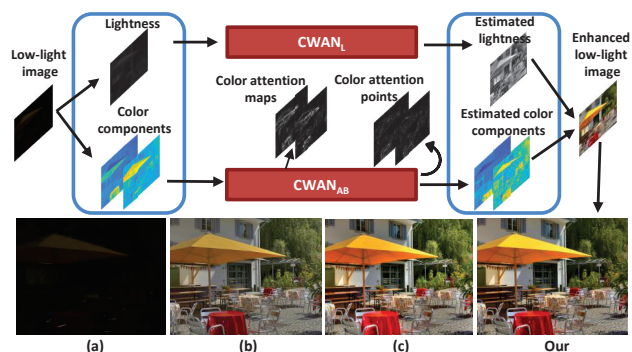 Lightness
CWAN_L
Estimated lightness
Enhanced low-light image
Low-light image
Color attention maps
Color attention points
Color components
Estimated color components
CWAN_AB
(a)
(b)
(c)
Our